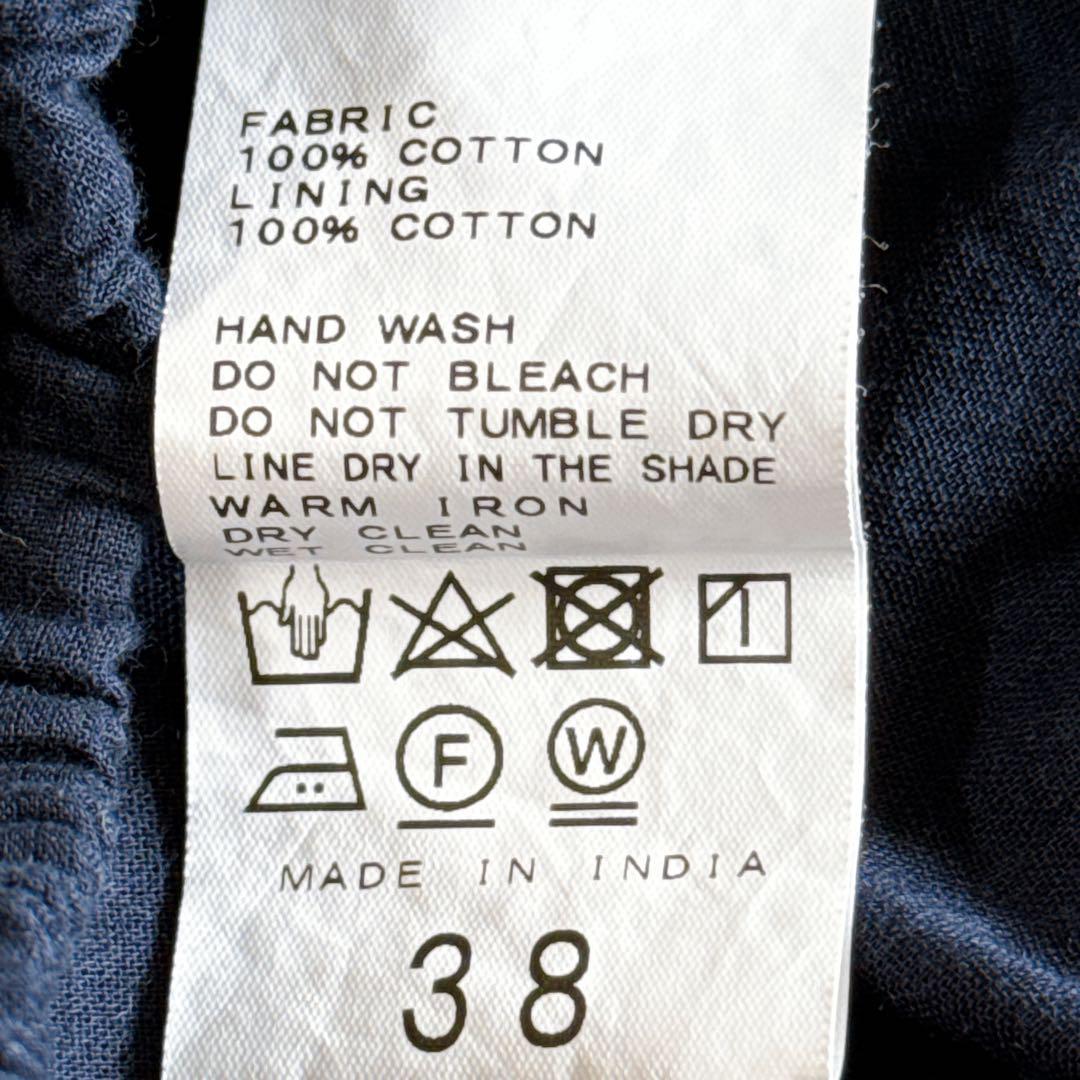 FABRIC
100% COTTON
LINING
100% COTTON
HAND WASH
DO NOT BLEACH
DO NOT TUMBLE DRY
LINE DRY IN THE SHADE
WARM IRON
DRY CLEAN
WET CLEAN
F W
MADE IN INDIA
38